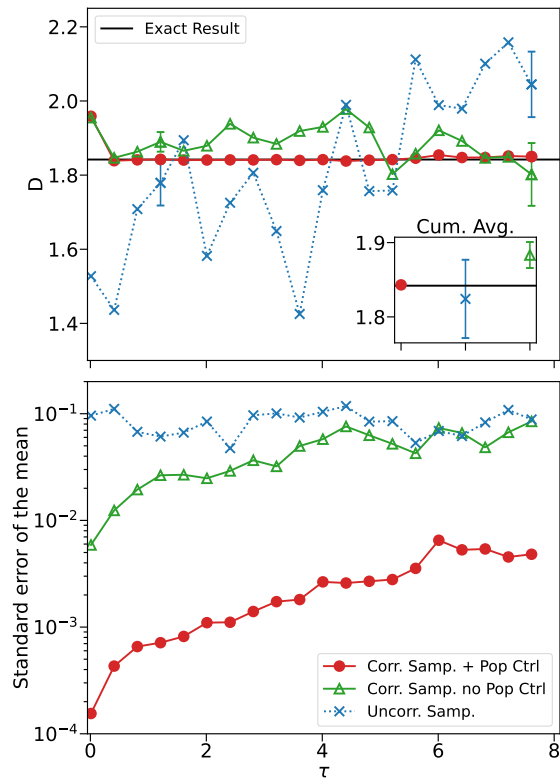 2.2
Exact Result
2.0
D
1.8
1.6
1.4
Cum. Avg.
1.9
1.8
10⁻¹
10⁻²
10⁻³
10⁻⁴
Standard error of the mean
Corr. Samp. + Pop Ctrl
Corr. Samp. no Pop Ctrl
Uncorr. Samp.
0 2 4 6 8
τ